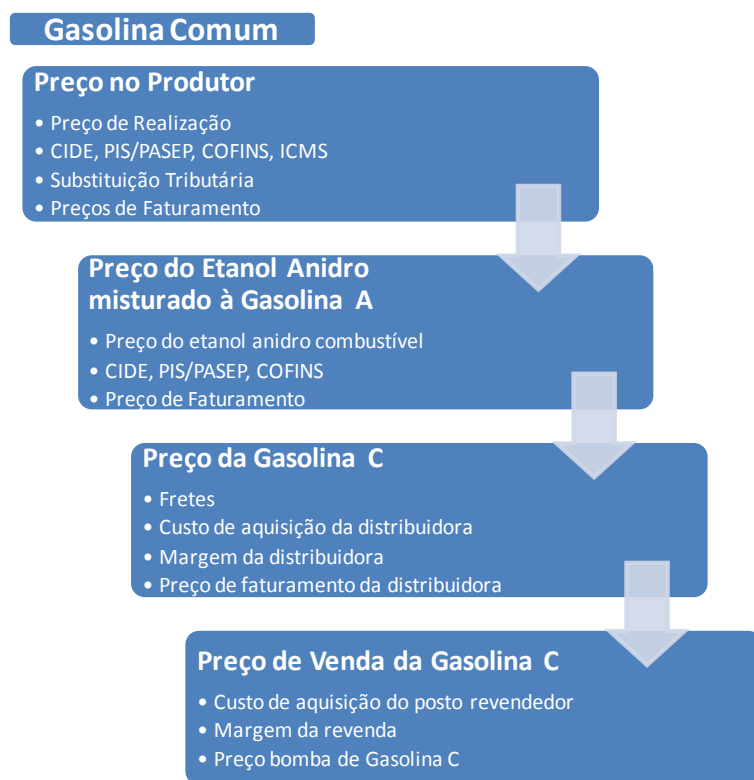 Gasolina Comum
Preço no Produtor
• Preço de Realização
• CIDE, PIS/PASEP, COFINS, ICMS
• Substituição Tributária
• Preços de Faturamento
Preço do Etanol Anidro
misturado à Gasolina A
• Preço do etanol anidro combustível
• CIDE, PIS/PASEP, COFINS
• Preço de Faturamento
Preço da Gasolina C
• Fretes
• Custo de aquisição da distribuidora
• Margem da distribuidora
• Preço de faturamento da distribuidora
Preço de Venda da Gasolina C
• Custo de aquisição do posto revendedor
• Margem da revenda
• Preço bomba de Gasolina C